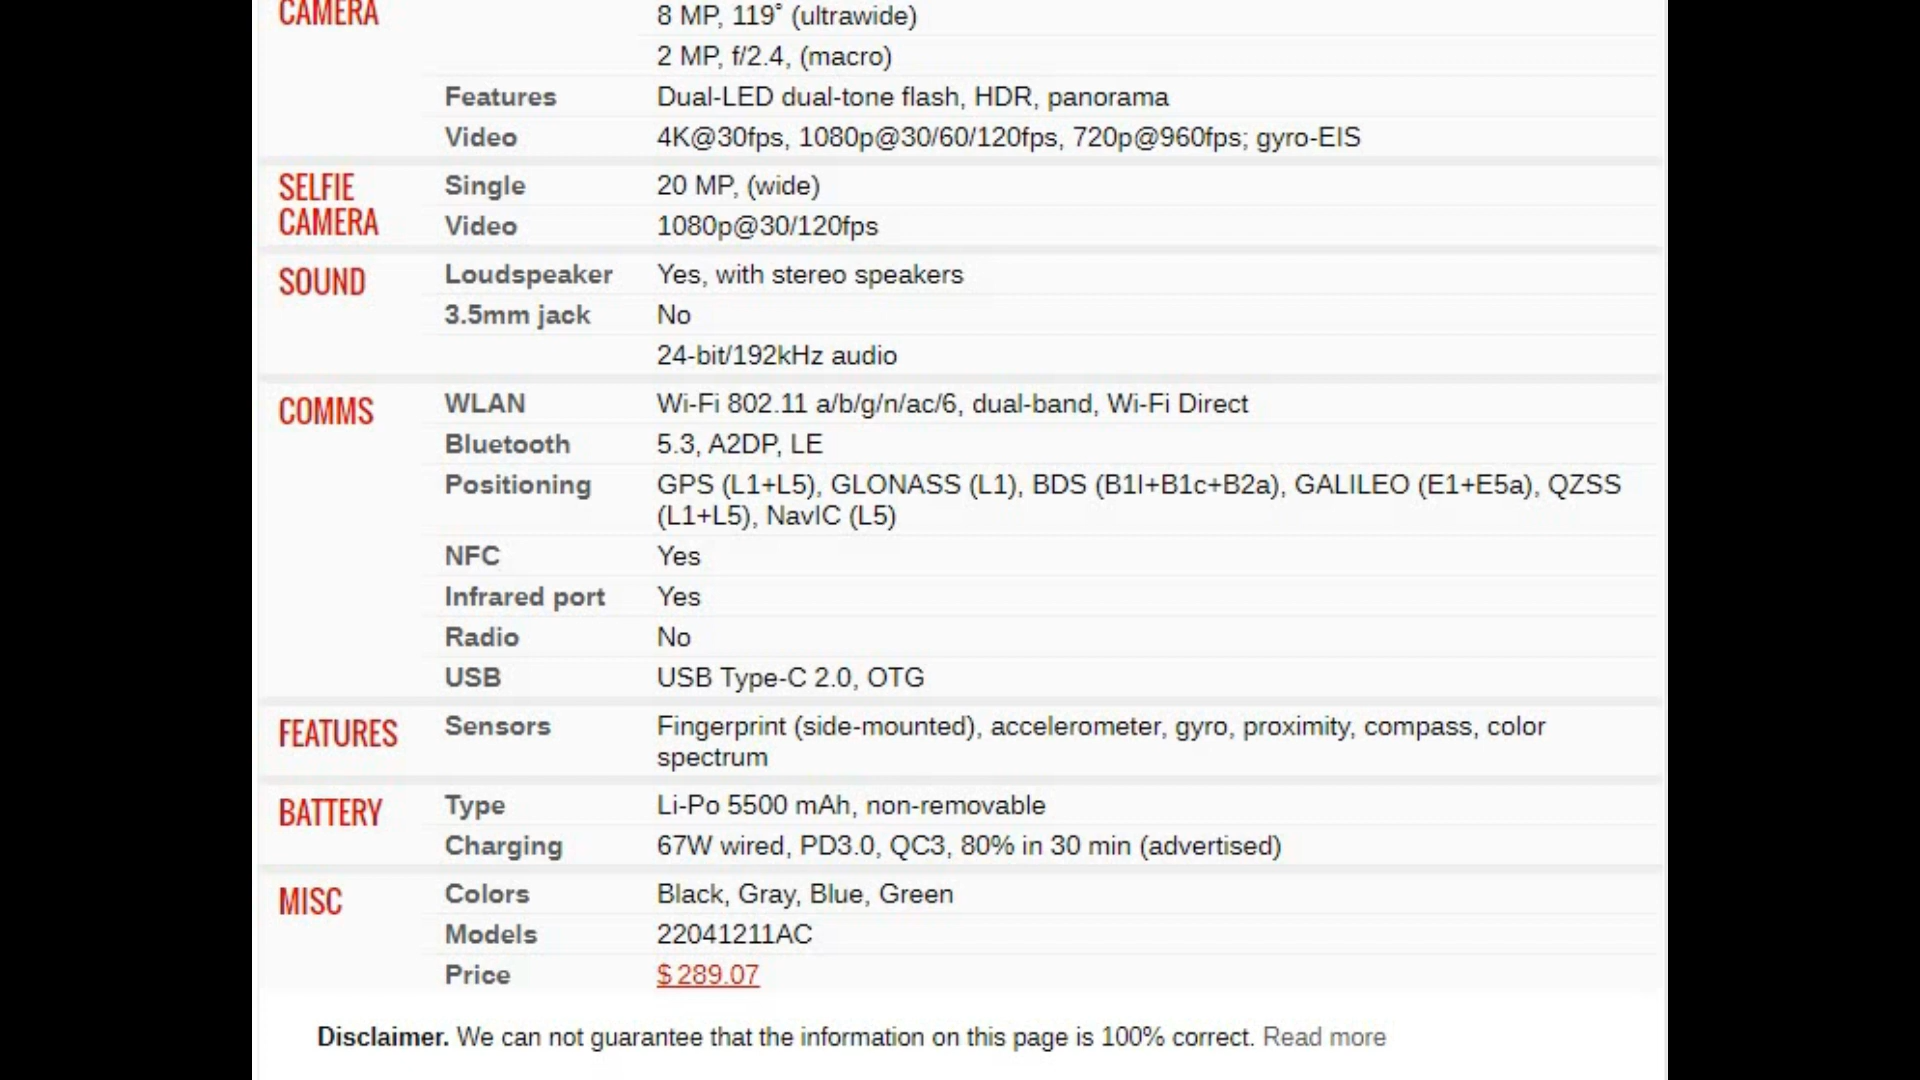 CAMERA
8 MP, 119˚ (ultrawide)
2 MP, f/2.4, (macro)
Features Dual-LED dual-tone flash, HDR, panorama
Video 4K@30fps, 1080p@30/60/120fps, 720p@960fps; gyro-EIS
SELFIE CAMERA Single 20 MP, (wide)
Video 1080p@30/120fps
SOUND Loudspeaker Yes, with stereo speakers
3.5mm jack No
24-bit/192kHz audio
COMMS WLAN Wi-Fi 802.11 a/b/g/n/ac/6, dual-band, Wi-Fi Direct
Bluetooth 5.3, A2DP, LE
Positioning GPS (L1+L5), GLONASS (L1), BDS (B1I+B1c+B2a), GALILEO (E1+E5a), QZSS
(L1+L5), NavIC (L5)
NFC Yes
Infrared port Yes
Radio No
USB USB Type-C 2.0, OTG
FEATURES Sensors Fingerprint (side-mounted), accelerometer, gyro, proximity, compass, color
spectrum
BATTERY Type Li-Po 5500 mAh, non-removable
Charging 67W wired, PD3.0, QC3, 80% in 30 min (advertised)
MISC Colors Black, Gray, Blue, Green
Models 22041211AC
Price $ 289.07
Disclaimer. We can not guarantee that the information on this page is 100% correct. Read more